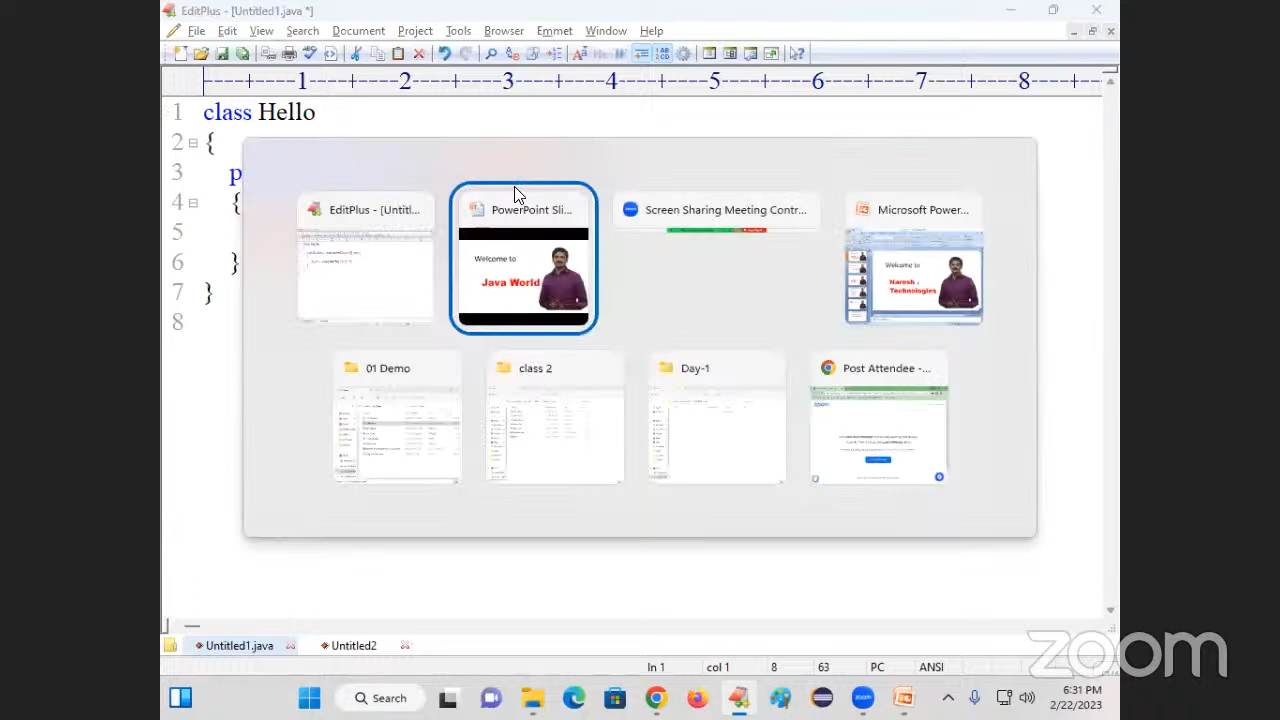 EditPlus - [Untitled1.java *]
File Edit View Search Document Project Tools Browser Emmet Window Help
1 2 3 4 5 6 7 8
1 class Hello
2 {
3 p
4 {
5
6 }
7 }
8
EditPlus - [Untitl...
PowerPoint Sli...
Screen Sharing Meeting Contr...
Microsoft Power...
Welcome to
Java World
Welcome to
Naresh i
Technologies
01 Demo
class 2
Day-1
Post Attendee -...
zoom
Untitled1.java
Untitled2
ln 1 col 1 8 63 PC ANSI
Search
6:31 PM
2/22/2023
zoom